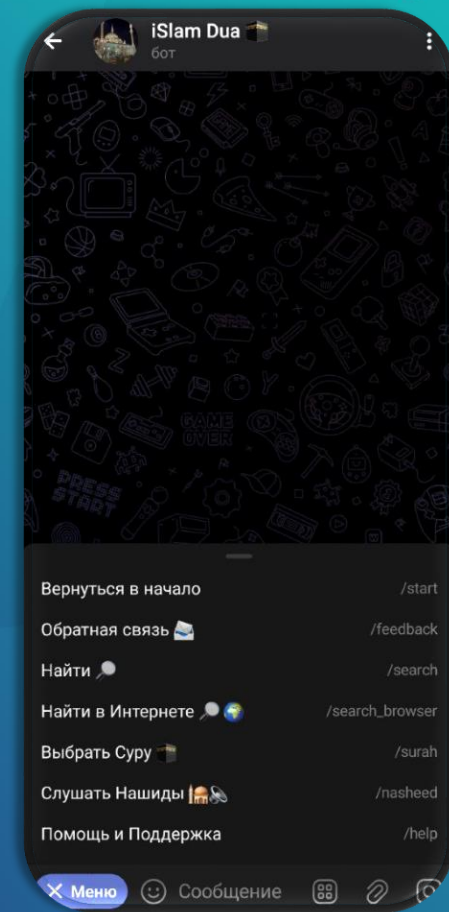 iSlam Dua 🕋
бот
GAME
OVER
PRESS
START
Вернуться в начало /start
Обратная связь 📨 /feedback
Найти 🔎 /search
Найти в Интернете 🔎🌍 /search_browser
Выбрать Суру 🕋 /surah
Слушать Нашиды 🕌🔊 /nasheed
Помощь и Поддержка /help
Меню Сообщение